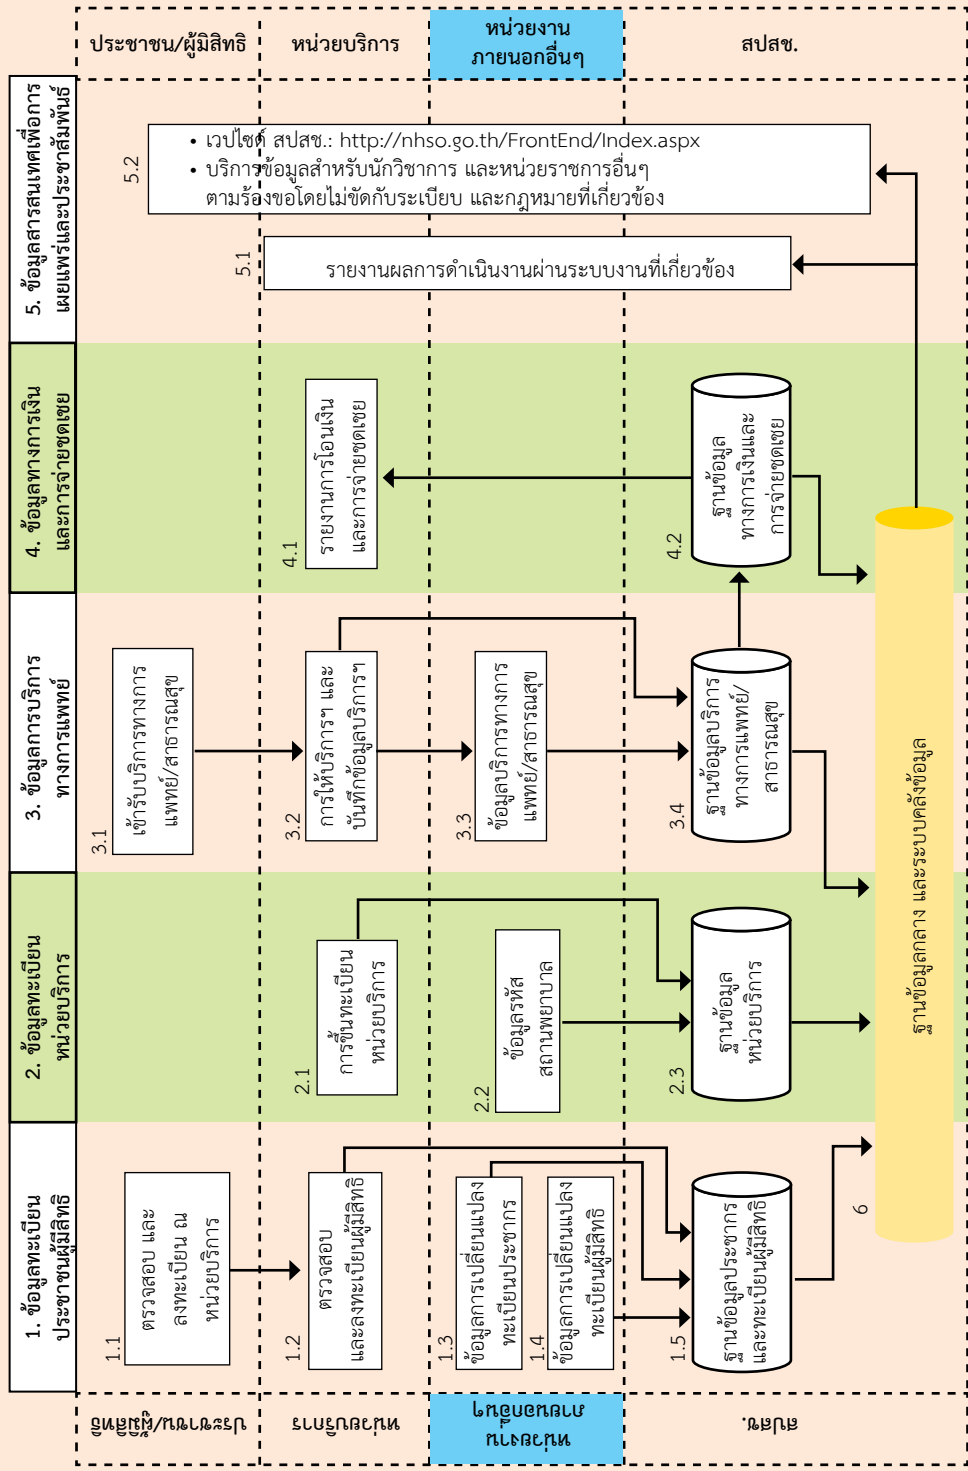 ประชาชน/ผู้มีสิทธิ
หน่วยบริการ
หน่วยงาน
ภายนอกอื่นๆ
สปสช.
1. ข้อมูลทะเบียน
ประชาชนผู้มีสิทธิ
2. ข้อมูลทะเบียน
หน่วยบริการ
3. ข้อมูลการบริการ
ทางการแพทย์
4. ข้อมูลทางการเงิน
และการจ่ายชดเชย
5. ข้อมูลสารสนเทศเพื่อการ
เผยแพร่และประชาสัมพันธ์
1.1
ตรวจสอบ และ
ลงทะเบียน ณ
หน่วยบริการ
1.2
ตรวจสอบ
และลงทะเบียนผู้มีสิทธิ
1.3
ข้อมูลการเปลี่ยนแปลง
ทะเบียนประชากร
1.4
ข้อมูลการเปลี่ยนแปลง
ทะเบียนผู้มีสิทธิ
1.5
ฐานข้อมูลประชากร
และทะเบียนผู้มีสิทธิ
2.1
การขึ้นทะเบียน
หน่วยบริการ
2.2
ข้อมูลรหัส
สถานพยาบาล
2.3
ฐานข้อมูล
หน่วยบริการ
3.1
เข้ารับบริการทางการ
แพทย์/สาธารณสุข
3.2
การให้บริการฯ และ
บันทึกข้อมูลบริการฯ
3.3
ข้อมูลบริการทางการ
แพทย์/สาธารณสุข
3.4
ฐานข้อมูลบริการ
ทางการแพทย์/
สาธารณสุข
4.1
รายงานการโอนเงิน
และการจ่ายชดเชย
4.2
ฐานข้อมูล
ทางการเงินและ
การจ่ายชดเชย
5.1
รายงานผลการดำเนินงานผ่านระบบงานที่เกี่ยวข้อง
5.2
• เวปไซต์ สปสช.: http://nhso.go.th/FrontEnd/Index.aspx
• บริการข้อมูลสำหรับนักวิชาการ และหน่วยราชการอื่นๆ
ตามร้องขอโดยไม่ขัดกับระเบียบ และกฎหมายที่เกี่ยวข้อง
6
ฐานข้อมูลกลาง และระบบคลังข้อมูล
ประชาชน/ผู้มีสิทธิ
หน่วยบริการ
หน่วยงาน
ภายนอกอื่นๆ
สปสช.